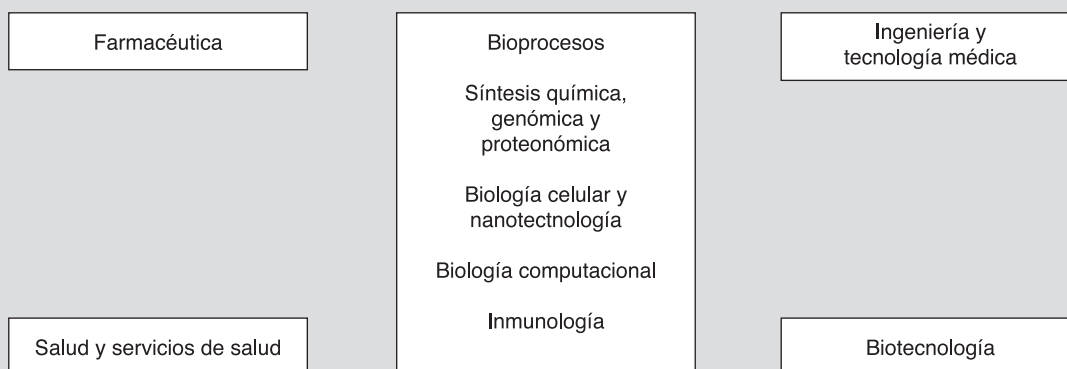 Farmacéutica
Bioprocesos
Síntesis química,
genómica y
proteonómica
Biología celular y
nanotectnología
Biología computacional
Inmunología
Ingeniería y
tecnología médica
Salud y servicios de salud
Biotecnología